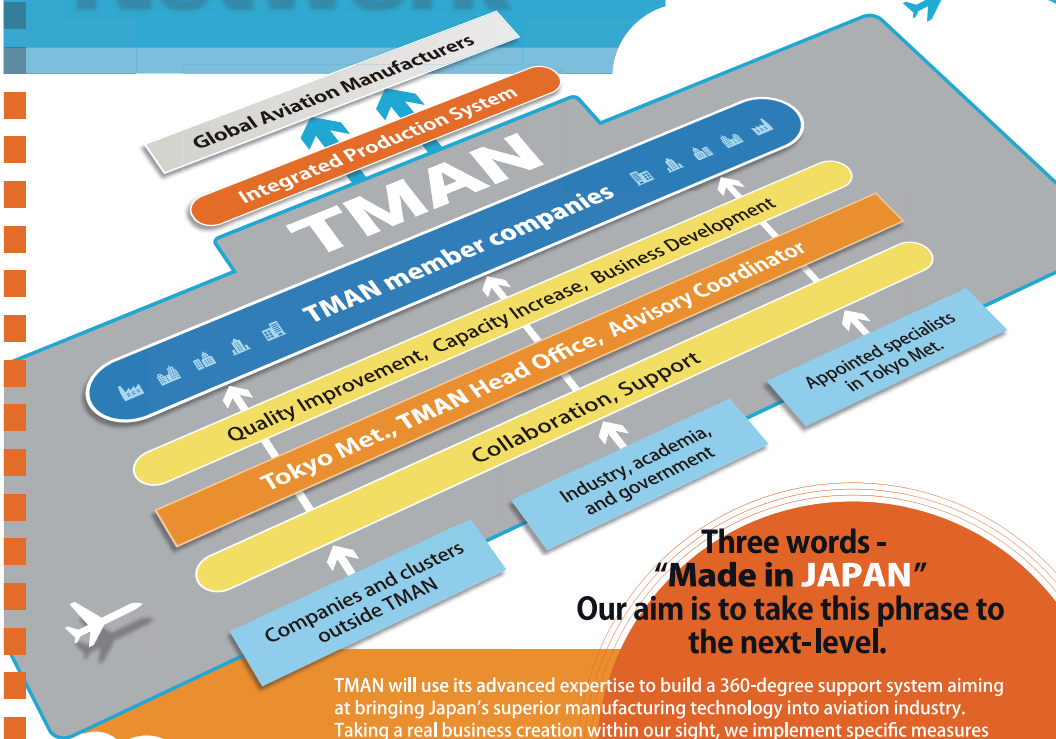 Network
Global Aviation Manufacturers
Integrated Production System
TMAN
TMAN member companies
Quality Improvement, Capacity Increase, Business Development
Tokyo Met., TMAN Head Office, Advisory Coordinator
Collaboration, Support
Appointed specialists
in Tokyo Met.
Industry, academia,
and government
Companies and clusters
outside TMAN
Three words -
“Made in JAPAN”
Our aim is to take this phrase to
the next-level.
TMAN will use its advanced expertise to build a 360-degree support system aiming
at bringing Japan’s superior manufacturing technology into aviation industry.
Taking a real business creation within our sight, we implement specific measures